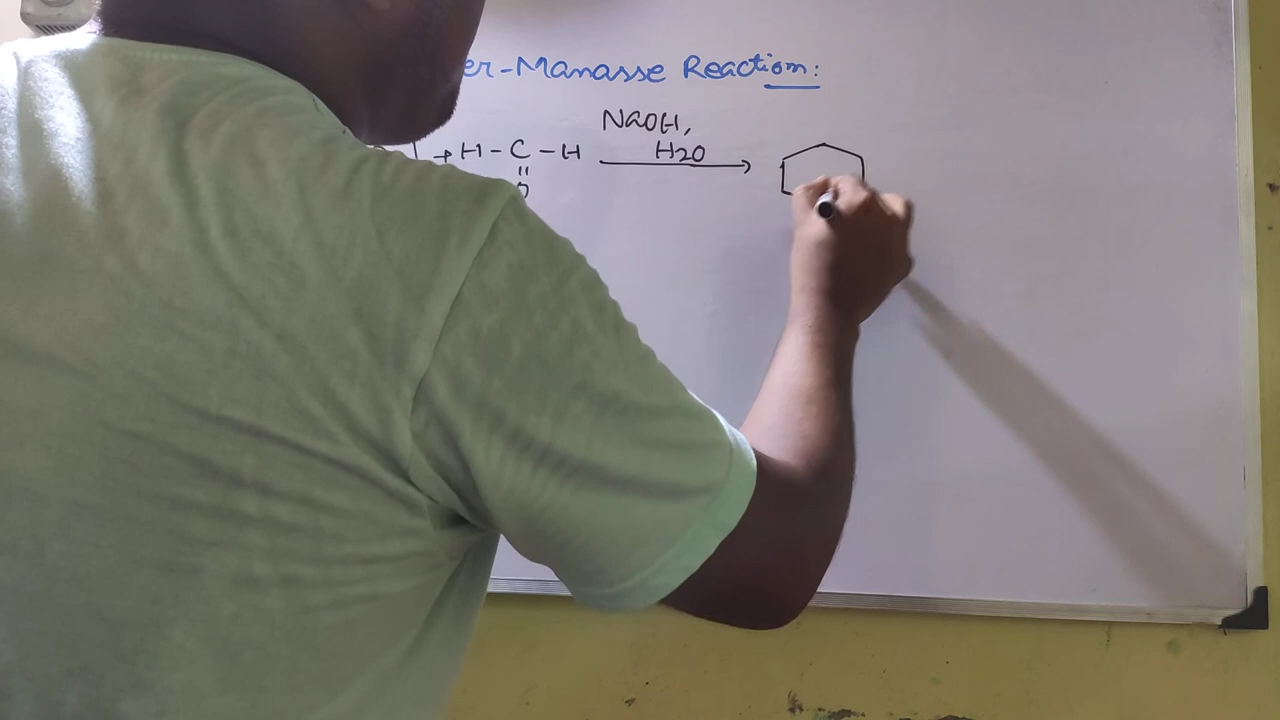 er-Manasse Reaction:
NaOH,
+ H-C-H H2O
O